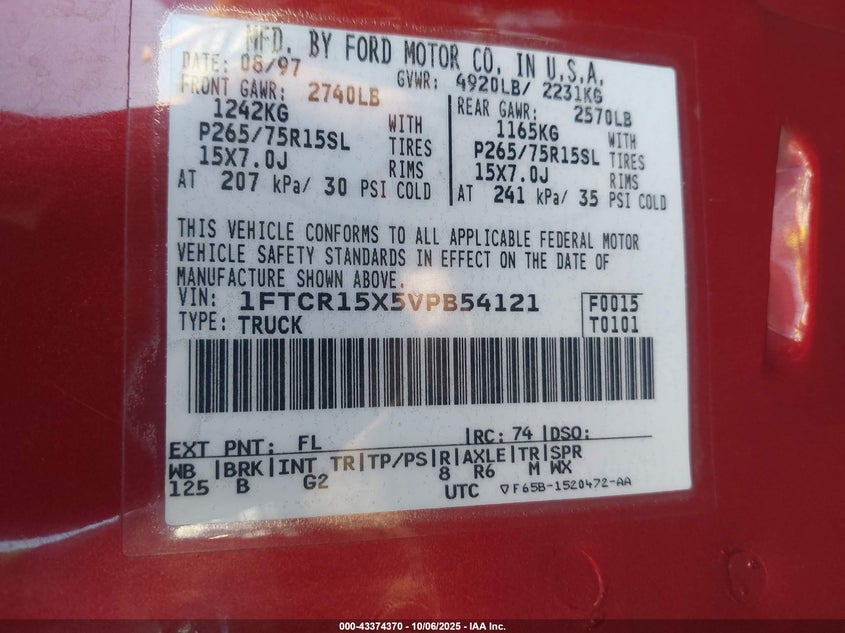 MFD. BY FORD MOTOR CO. IN U.S.A.
DATE: 08/97 GVWR: 4920LB/ 2231KG
FRONT GAWR: 2740LB REAR GAWR: 2570LB
1242KG WITH 1165KG WITH
P265/75R15SL TIRES P265/75R15SL TIRES
15X7.0J RIMS 15X7.0J RIMS
AT 207 kPa/ 30 PSI COLD AT 241 kPa/ 35 PSI COLD
THIS VEHICLE CONFORMS TO ALL APPLICABLE FEDERAL MOTOR
VEHICLE SAFETY STANDARDS IN EFFECT ON THE DATE OF
MANUFACTURE SHOWN ABOVE.
VIN: 1FTCR15X5VPB54121 F0015
TYPE: TRUCK T0101
EXT PNT: FL RC: 74 DSO:
WB BRK INT TR TP/PS R AXLE TR SPR
125 B G2 8 R6 M WX
UTC ▽F65B-1520472-AA
000-43374370 - 10/06/2025 - IAA Inc.